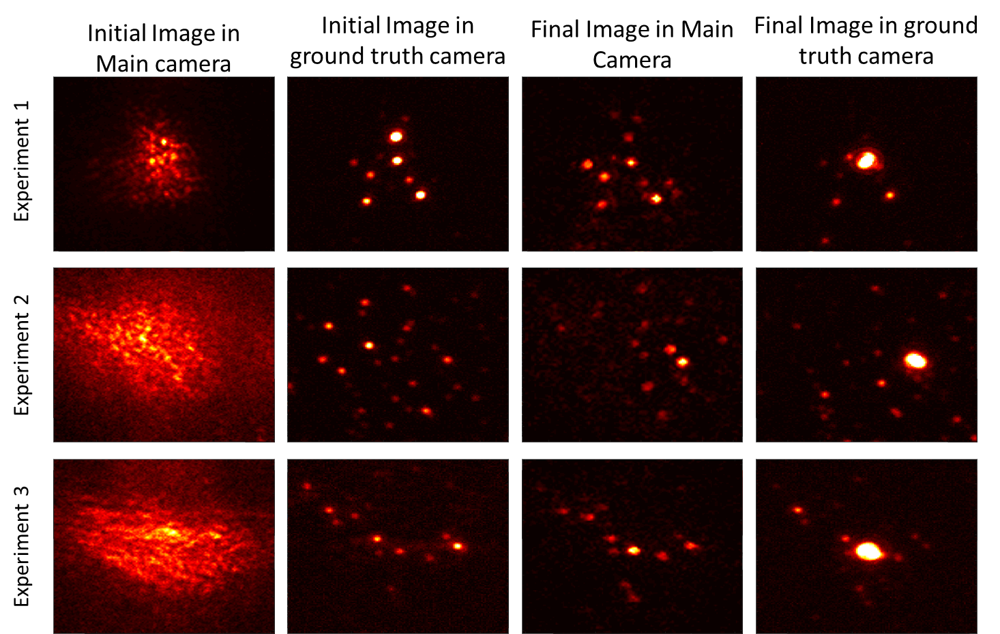 Initial Image in
Main camera
Initial Image in
ground truth camera
Final Image in Main
Camera
Final Image in ground
truth camera
Experiment 1
Experiment 2
Experiment 3